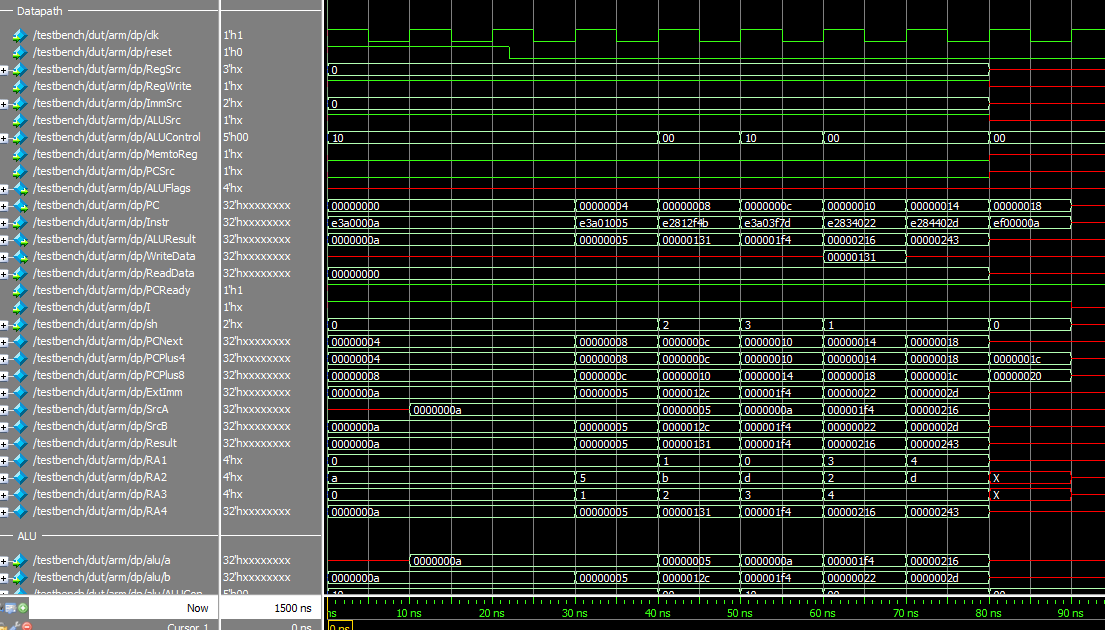 Datapath
/testbench/dut/arm/dp/clk 1'h1
/testbench/dut/arm/dp/reset 1'h0
/testbench/dut/arm/dp/RegSrc 3'hx 0
/testbench/dut/arm/dp/RegWrite 1'hx
/testbench/dut/arm/dp/ImmSrc 2'hx 0
/testbench/dut/arm/dp/ALUSrc 1'hx
/testbench/dut/arm/dp/ALUControl 5'h00 10 00 10 00 00
/testbench/dut/arm/dp/MemtoReg 1'hx
/testbench/dut/arm/dp/PCSrc 1'hx
/testbench/dut/arm/dp/ALUFlags 4'hx
/testbench/dut/arm/dp/PC 32'hxxxxxxxx 00000000 00000004 00000008 0000000c 00000010 00000014 00000018
/testbench/dut/arm/dp/Instr 32'hxxxxxxxx e3a0000a e3a01005 e2812f4b e3a03f7d e2834022 e284402d ef00000a
/testbench/dut/arm/dp/ALUResult 32'hxxxxxxxx 0000000a 00000005 00000131 000001f4 00000216 00000243
/testbench/dut/arm/dp/WriteData 32'hxxxxxxxx 00000131
/testbench/dut/arm/dp/ReadData 32'hxxxxxxxx 00000000
/testbench/dut/arm/dp/PCReady 1'h1
/testbench/dut/arm/dp/I 1'hx
/testbench/dut/arm/dp/sh 2'hx 0 2 3 1 0
/testbench/dut/arm/dp/PCNext 32'hxxxxxxxx 00000004 00000008 0000000c 00000010 00000014 00000018
/testbench/dut/arm/dp/PCPlus4 32'hxxxxxxxx 00000004 00000008 0000000c 00000010 00000014 00000018 0000001c
/testbench/dut/arm/dp/PCPlus8 32'hxxxxxxxx 00000008 0000000c 00000010 00000014 00000018 0000001c 00000020
/testbench/dut/arm/dp/ExtImm 32'hxxxxxxxx 0000000a 00000005 0000012c 000001f4 00000022 0000002d
/testbench/dut/arm/dp/SrcA 32'hxxxxxxxx 0000000a 00000005 0000000a 000001f4 00000216
/testbench/dut/arm/dp/SrcB 32'hxxxxxxxx 0000000a 00000005 0000012c 000001f4 00000022 0000002d
/testbench/dut/arm/dp/Result 32'hxxxxxxxx 0000000a 00000005 00000131 000001f4 00000216 00000243
/testbench/dut/arm/dp/RA1 4'hx 0 1 0 3 4
/testbench/dut/arm/dp/RA2 4'hx a 5 b d 2 d X
/testbench/dut/arm/dp/RA3 4'hx 0 1 2 3 4 X
/testbench/dut/arm/dp/RA4 32'hxxxxxxxx 0000000a 00000005 00000131 000001f4 00000216 00000243
ALU
/testbench/dut/arm/dp/alu/a 32'hxxxxxxxx 0000000a 00000005 0000000a 000001f4 00000216
/testbench/dut/arm/dp/alu/b 32'hxxxxxxxx 0000000a 00000005 0000012c 000001f4 00000022 0000002d
/testbench/dut/arm/dp/alu/ALUCon 5'h00 10 00 10 00 00
Now 1500 ns ns 10 ns 20 ns 30 ns 40 ns 50 ns 60 ns 70 ns 80 ns 90 ns
Cursor 1 0 ns 0 ns